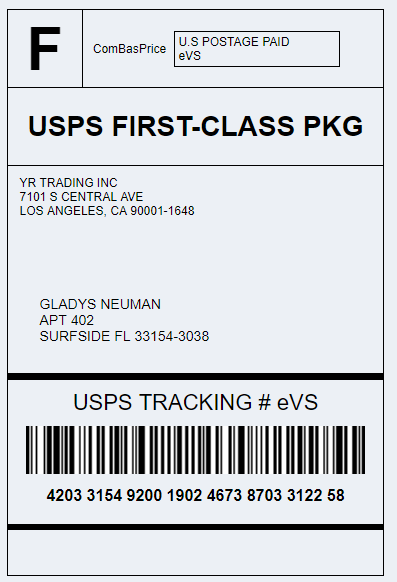 F
ComBasPrice
U.S POSTAGE PAID
eVS
USPS FIRST-CLASS PKG
YR TRADING INC
7101 S CENTRAL AVE
LOS ANGELES, CA 90001-1648
GLADYS NEUMAN
APT 402
SURFSIDE FL 33154-3038
USPS TRACKING # eVS
4203 3154 9200 1902 4673 8703 3122 58